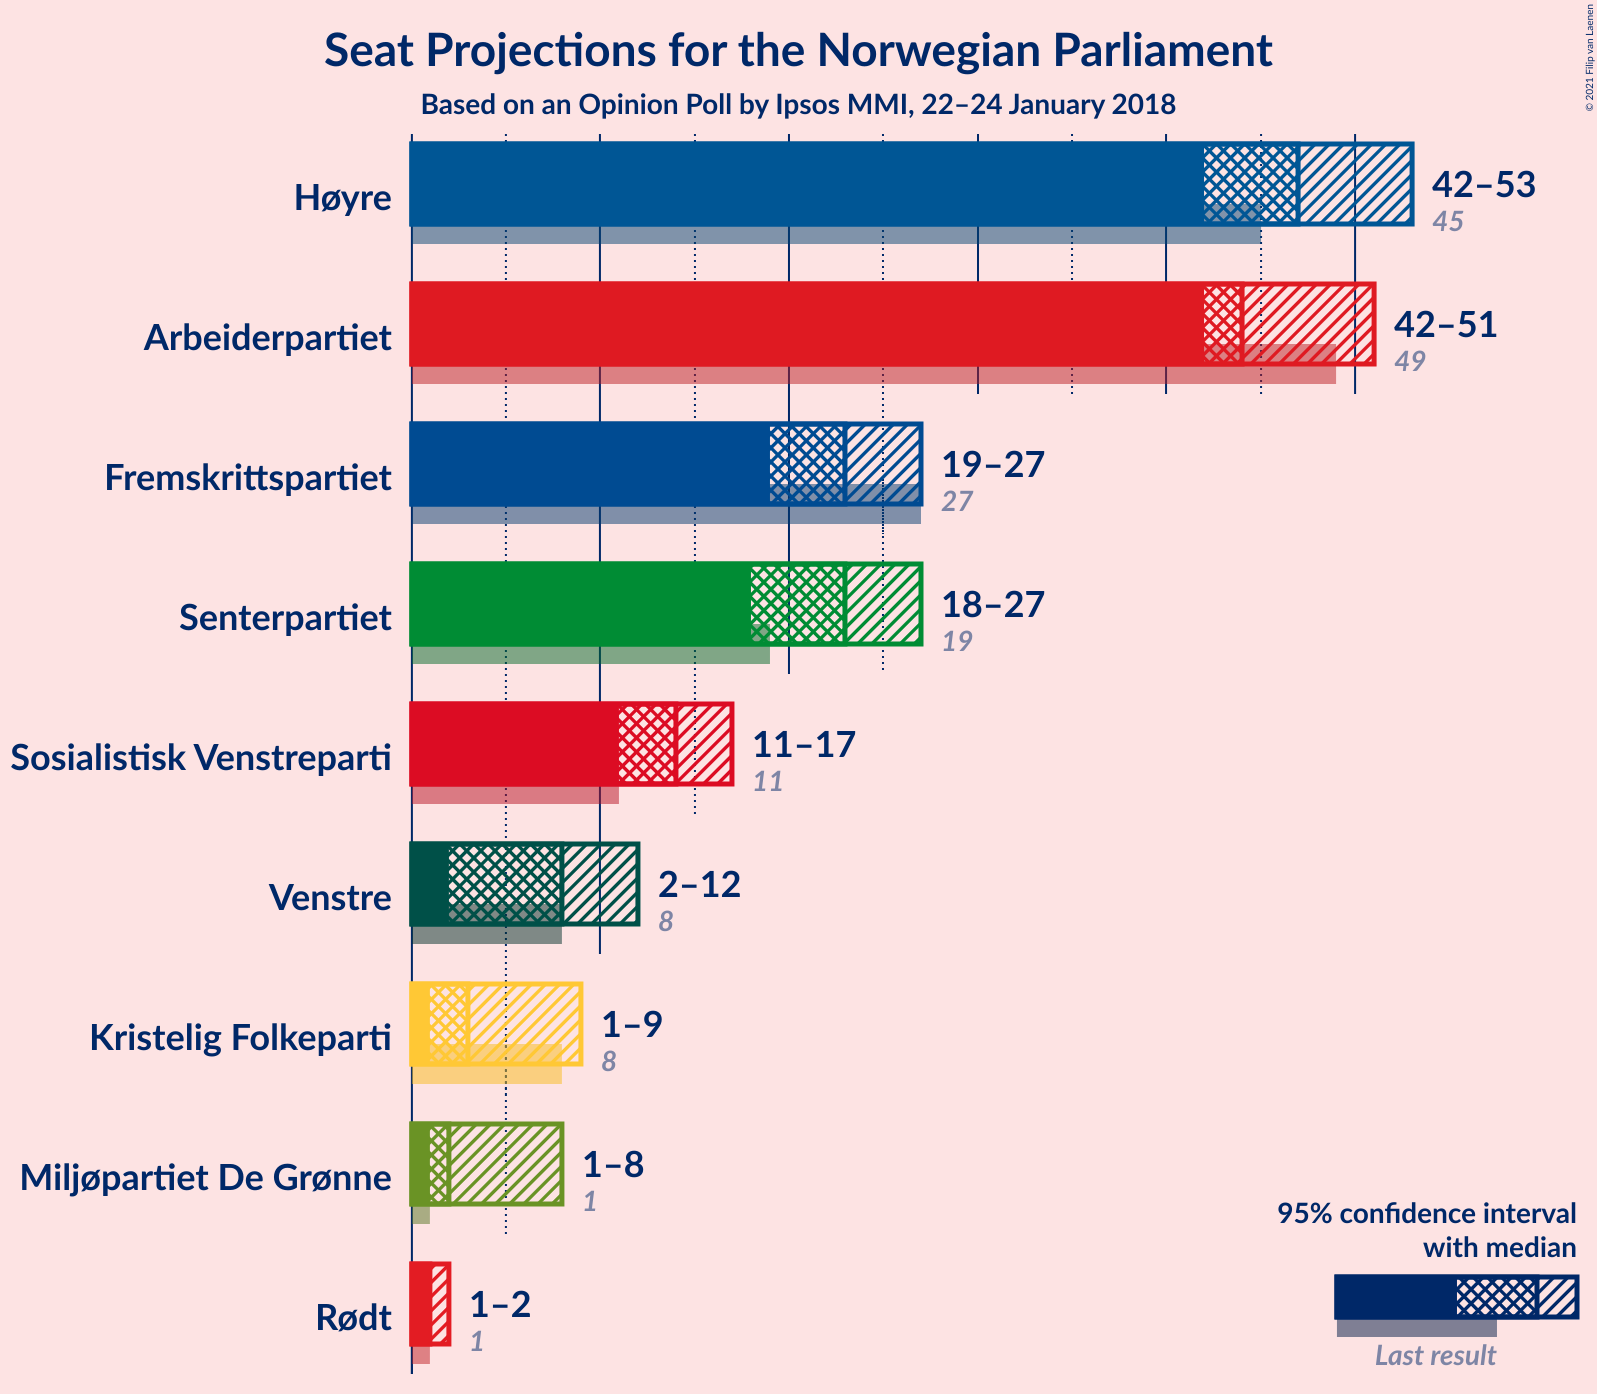 Seat Projections for the Norwegian Parliament
Based on an Opinion Poll by Ipsos MMI, 22–24 January 2018
© 2021 Filip van Laenen
Høyre
42–53
45
Arbeiderpartiet
42–51
49
Fremskrittspartiet
19–27
27
Senterpartiet
18–27
19
Sosialistisk Venstreparti
11–17
11
Venstre
2–12
8
Kristelig Folkeparti
1–9
8
Miljøpartiet De Grønne
1–8
1
Rødt
1–2
1
95% confidence interval
with median
Last result